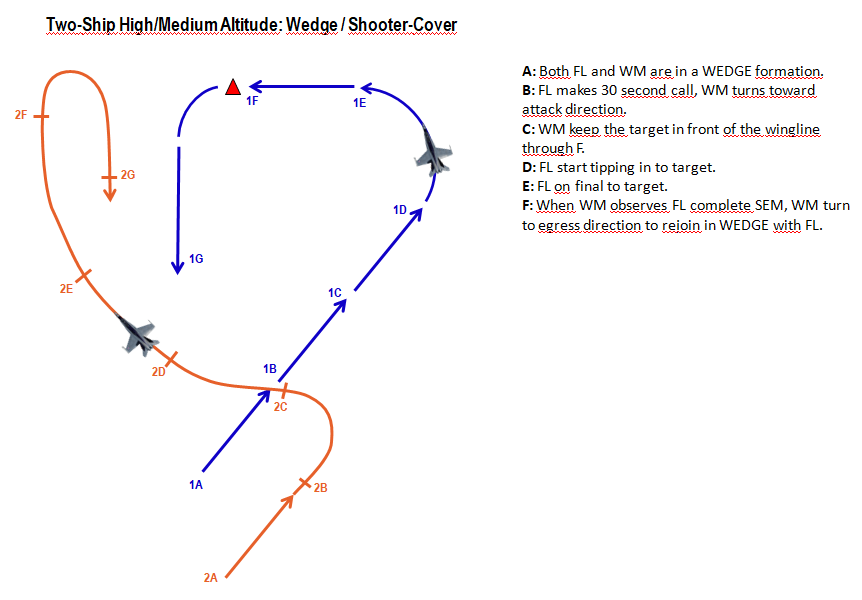 Two-Ship High/Medium Altitude: Wedge / Shooter-Cover
A: Both FL and WM are in a WEDGE formation.
B: FL makes 30 second call, WM turns toward
attack direction.
C: WM keep the target in front of the wingline
through F.
D: FL start tipping in to target.
E: FL on final to target.
F: When WM observes FL complete SEM, WM turn
to egress direction to rejoin in WEDGE with FL.
2F
1F
1E
2G
1D
1G
2E
1C
2D
1B
2C
1A
2B
2A